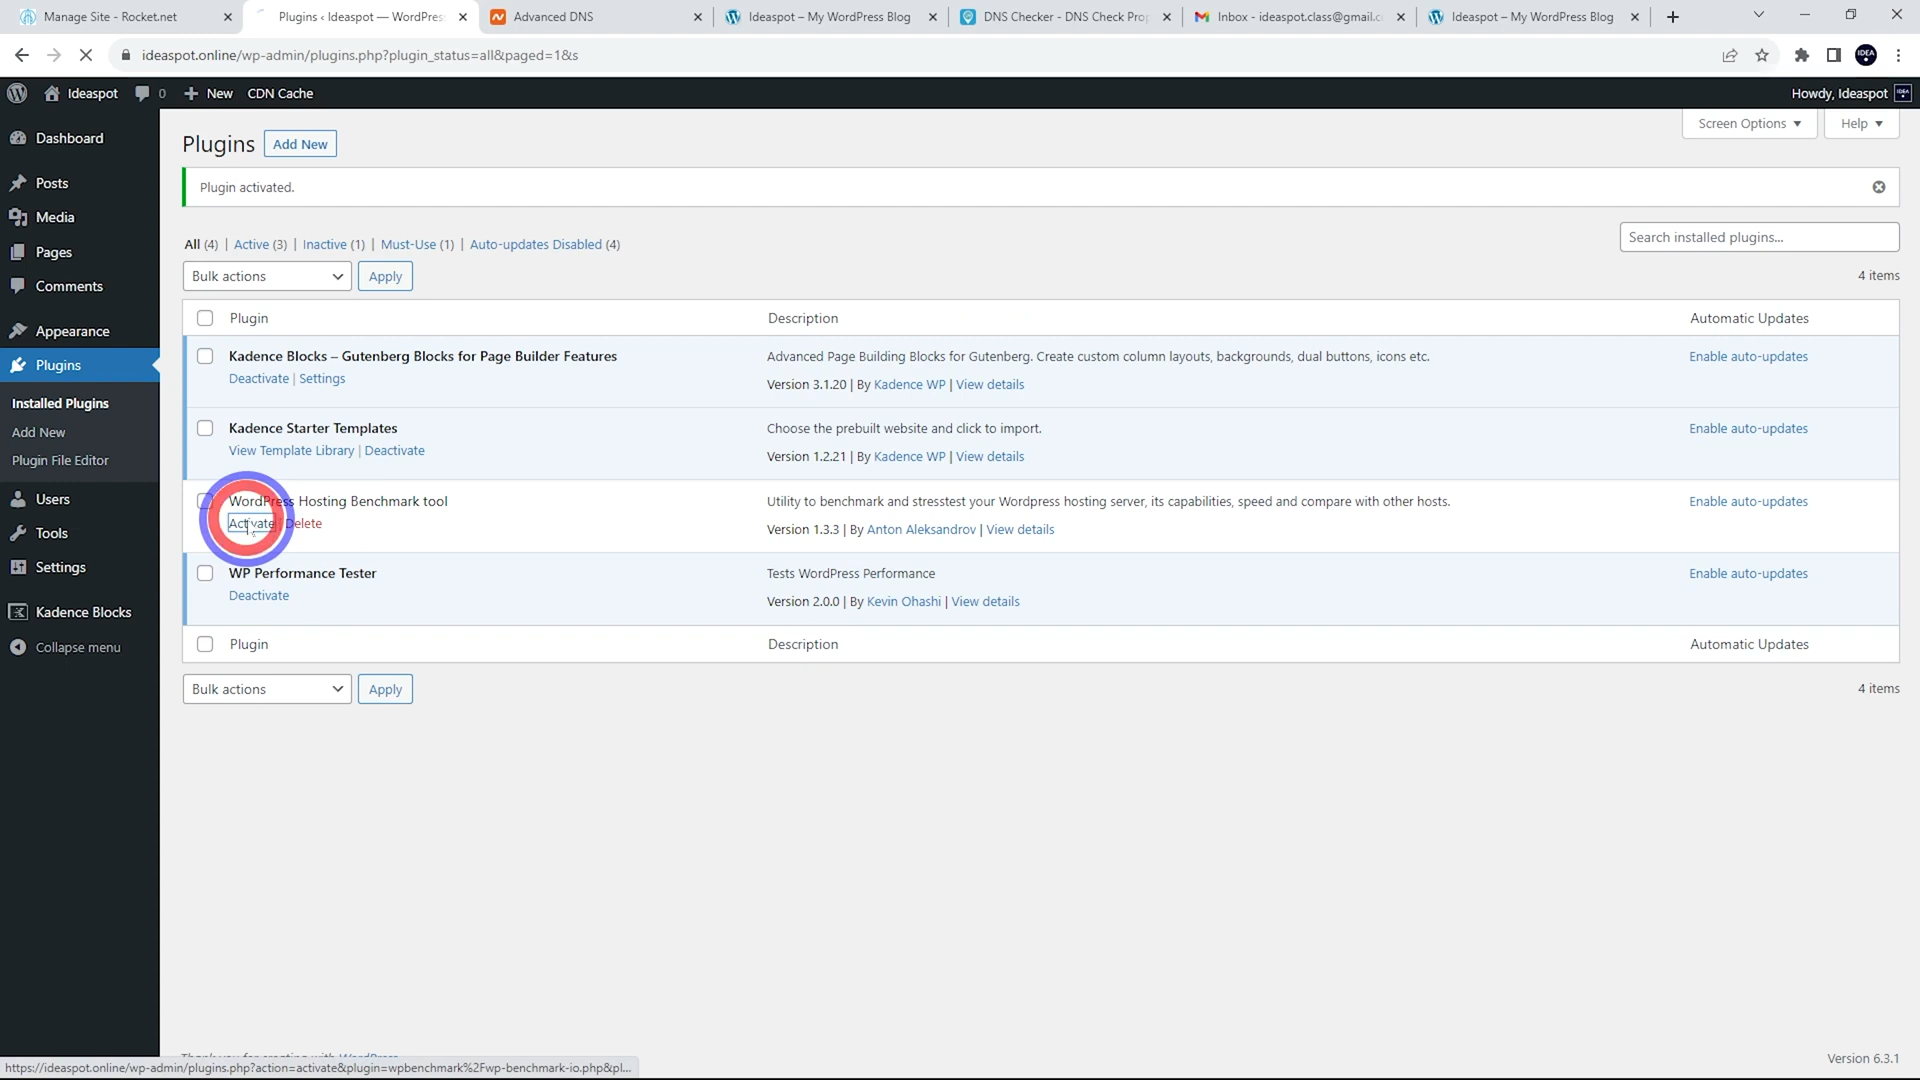 Manage Site - Rocket.net
Plugins ‹ Ideaspot — WordPres
Advanced DNS
Ideaspot – My WordPress Blog
DNS Checker - DNS Check Prop
Inbox - ideaspot.class@gmail.c
Ideaspot – My WordPress Blog
ideaspot.online/wp-admin/plugins.php?plugin_status=all&paged=1&s
IDEA
Ideaspot
0
New
CDN Cache
Howdy, Ideaspot
Dashboard
Posts
Media
Pages
Comments
Appearance
Plugins
Installed Plugins
Add New
Plugin File Editor
Users
Tools
Settings
Kadence Blocks
Collapse menu
Screen Options
Help
Plugins
Add New
Plugin activated.
All (4) | Active (3) | Inactive (1) | Must-Use (1) | Auto-updates Disabled (4)
Search installed plugins...
Bulk actions
Apply
4 items
Plugin
Description
Automatic Updates
Kadence Blocks – Gutenberg Blocks for Page Builder Features
Deactivate | Settings
Advanced Page Building Blocks for Gutenberg. Create custom column layouts, backgrounds, dual buttons, icons etc.
Version 3.1.20 | By Kadence WP | View details
Enable auto-updates
Kadence Starter Templates
View Template Library | Deactivate
Choose the prebuilt website and click to import.
Version 1.2.21 | By Kadence WP | View details
Enable auto-updates
WordPress Hosting Benchmark tool
Activate | Delete
Utility to benchmark and stresstest your Wordpress hosting server, its capabilities, speed and compare with other hosts.
Version 1.3.3 | By Anton Aleksandrov | View details
Enable auto-updates
WP Performance Tester
Deactivate
Tests WordPress Performance
Version 2.0.0 | By Kevin Ohashi | View details
Enable auto-updates
Plugin
Description
Automatic Updates
Bulk actions
Apply
4 items
Thank you for creating with WordPress.
Version 6.3.1
https://ideaspot.online/wp-admin/plugins.php?action=activate&plugin=wpbenchmark%2Fwp-benchmark-io.php&pl...